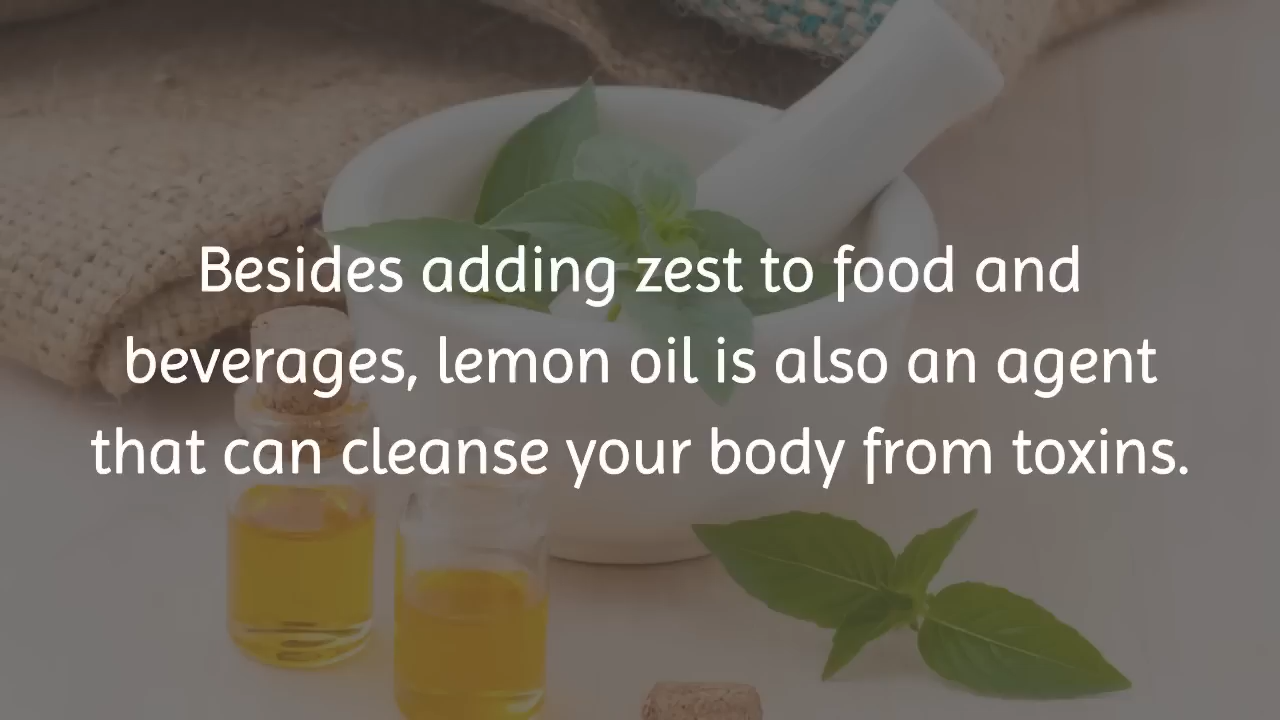 Besides adding zest to food and
beverages, lemon oil is also an agent
that can cleanse your body from toxins.